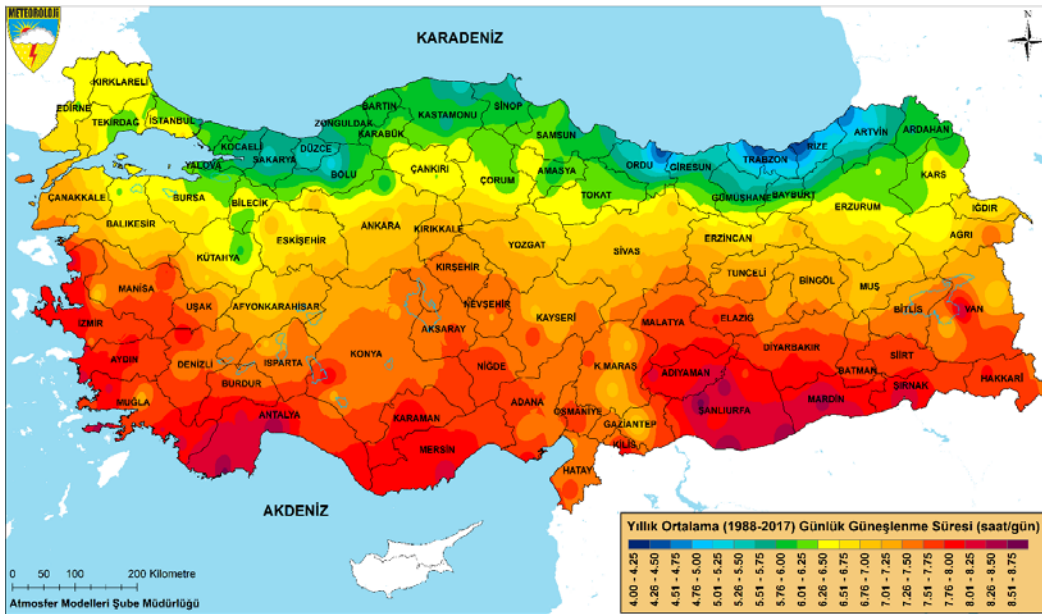 METEOROLOJİ
N
KARADENİZ
KIRKLARELİ
EDİRNE
TEKİRDAĞ
İSTANBUL
BARTIN
KASTAMONU
SİNOP
ZONGULDAK
KARABÜK
SAMSUN
ARTVİN
ARDAHAN
RİZE
TRABZON
KOCAELİ
SAKARYA
DÜZCE
YALOVA
BOLU
ÇANKIRI
ÇORUM
AMASYA
ORDU
GİRESUN
TOKAT
GÜMÜŞHANE
BAYBURT
KARS
ÇANAKKALE
BURSA
BİLECİK
ERZURUM
IĞDIR
BALIKESİR
ESKİŞEHİR
ANKARA
KIRIKKALE
YOZGAT
SİVAS
ERZİNCAN
AĞRI
KÜTAHYA
KIRŞEHİR
TUNCELİ
BİNGÖL
MUŞ
MANİSA
UŞAK
AFYONKARAHİSAR
NEVŞEHİR
KAYSERİ
BİTLİS
VAN
İZMİR
AKSARAY
MALATYA
ELAZIĞ
AYDIN
DENİZLİ
ISPARTA
KONYA
NİĞDE
K.MARAŞ
DİYARBAKIR
SİİRT
BATMAN
ADIYAMAN
HAKKARİ
BURDUR
ŞIRNAK
MUĞLA
ANTALYA
KARAMAN
ADANA
OSMANİYE
GAZİANTEP
ŞANLIURFA
MARDİN
KİLİS
MERSİN
HATAY
AKDENİZ
Yıllık Ortalama (1988-2017) Günlük Güneşlenme Süresi (saat/gün)
4.00 - 4.25
4.26 - 4.50
4.51 - 4.75
4.76 - 5.00
5.01 - 5.25
5.26 - 5.50
5.51 - 5.75
5.76 - 6.00
6.01 - 6.25
6.26 - 6.50
6.51 - 6.75
6.76 - 7.00
7.01 - 7.25
7.26 - 7.50
7.51 - 7.75
7.76 - 8.00
8.01 - 8.25
8.26 - 8.50
8.51 - 8.75
0 50 100 200 Kilometre
Atmosfer Modelleri Şube Müdürlüğü